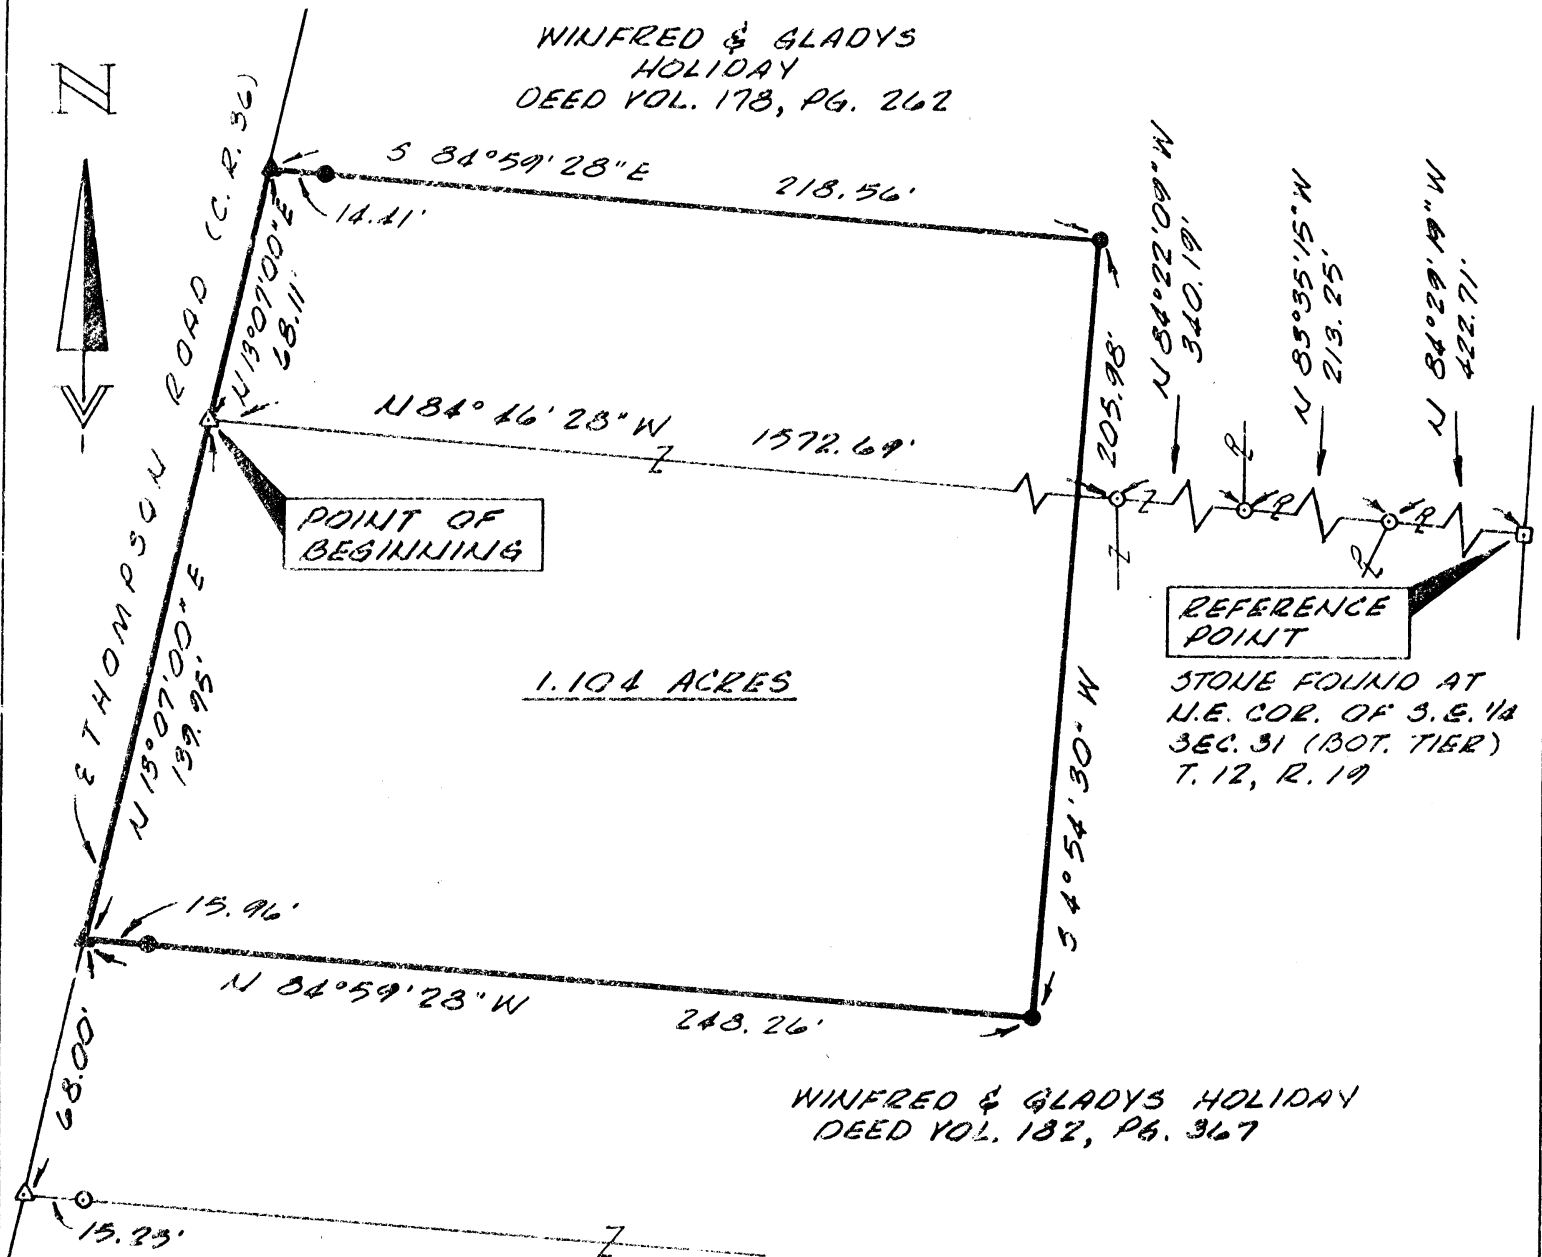 N
WINFRED & GLADYS
HOLIDAY
DEED VOL. 178, PG. 262
℄ THOMPSON ROAD (C.R. 36)
S 84°59'28"E 218.56'
14.41'
N 13°07'00"E
68.11'
N 84°46'28"W 1572.69'
POINT OF
BEGINNING
205.98'
S 4°54'30" W
N 84°22'09"W
340.19'
N 83°35'15"W
213.25'
N 84°29'19"W
422.71'
REFERENCE
POINT
STONE FOUND AT
N.E. COR. OF S.E. 1/4
SEC. 31 (BOT. TIER)
T. 12, R. 19
1.104 ACRES
N 13°07'00"E
139.95'
15.96'
N 84°59'28"W 248.26'
68.00'
WINFRED & GLADYS HOLIDAY
DEED VOL. 182, PG. 367
15.23'